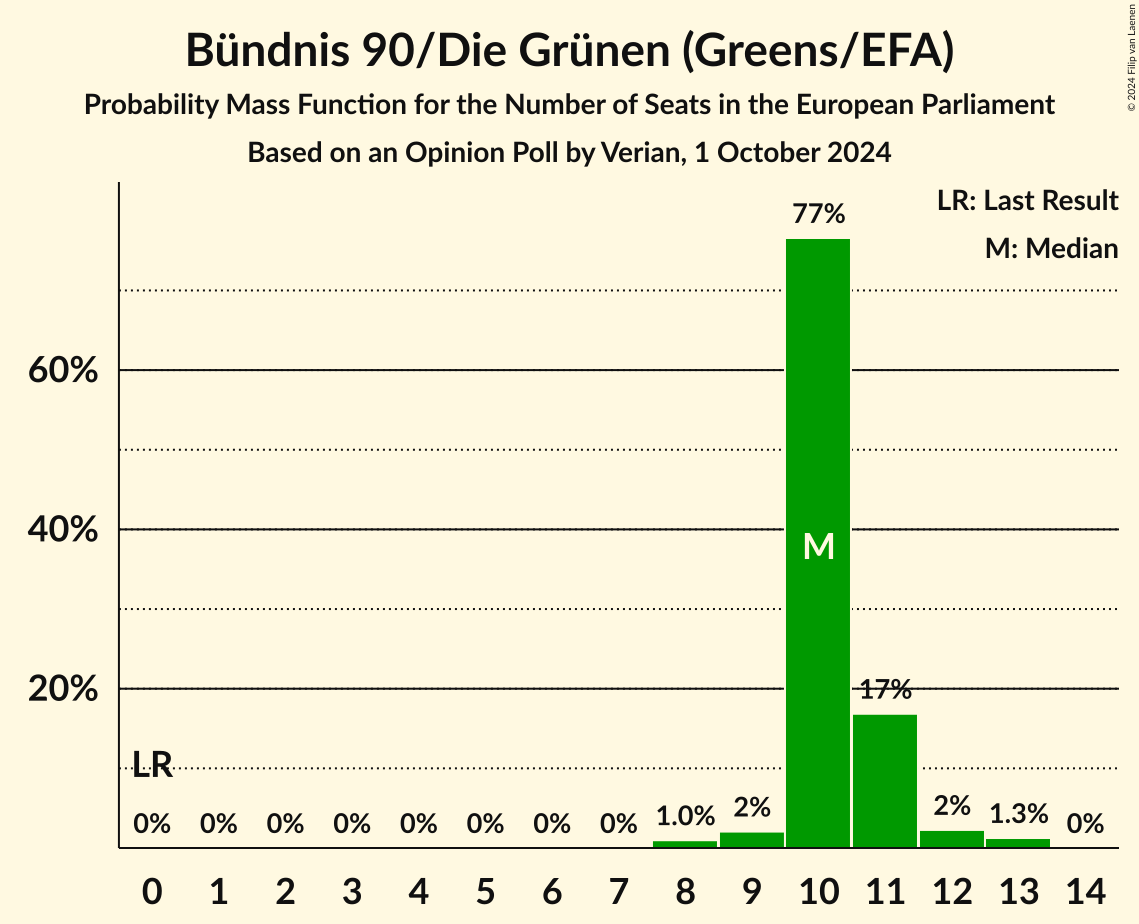 Bündnis 90/Die Grünen (Greens/EFA)
Probability Mass Function for the Number of Seats in the European Parliament
Based on an Opinion Poll by Verian, 1 October 2024
© 2024 Filip van Laenen
LR: Last Result
M: Median
77%
60%
40%
M
20%
17%
LR
0% 0% 0% 0% 0% 0% 0% 0% 1.0% 2% 2% 1.3% 0%
0 1 2 3 4 5 6 7 8 9 10 11 12 13 14